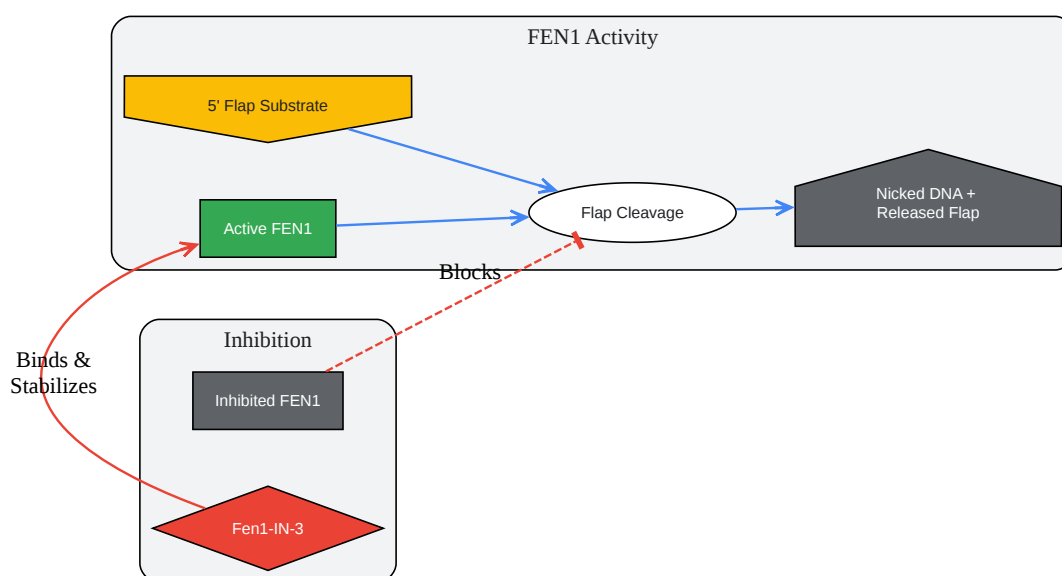 FEN1 Activity
5' Flap Substrate
Nicked DNA +
Released Flap
Flap Cleavage
Active FEN1
Blocks
Inhibition
Binds &
Stabilizes
Inhibited FEN1
Fen1-IN-3